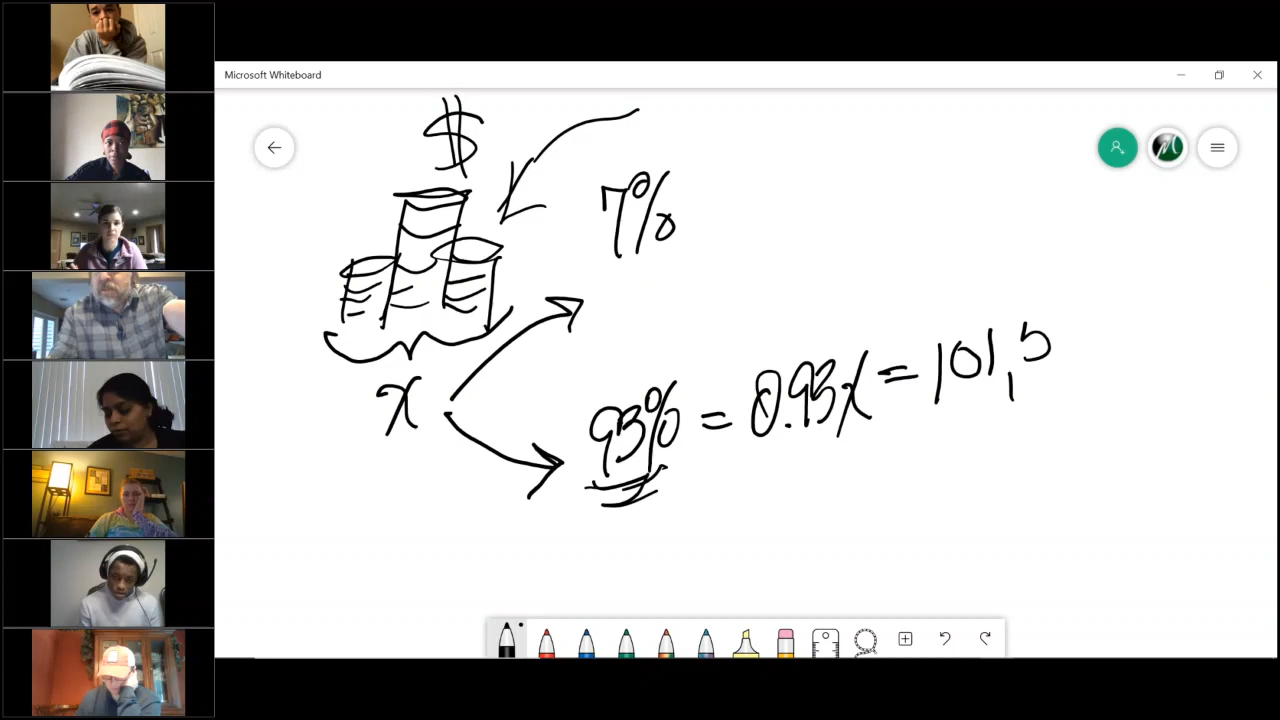 Microsoft Whiteboard
$
7%
x
93% = 0.93x = 101,5